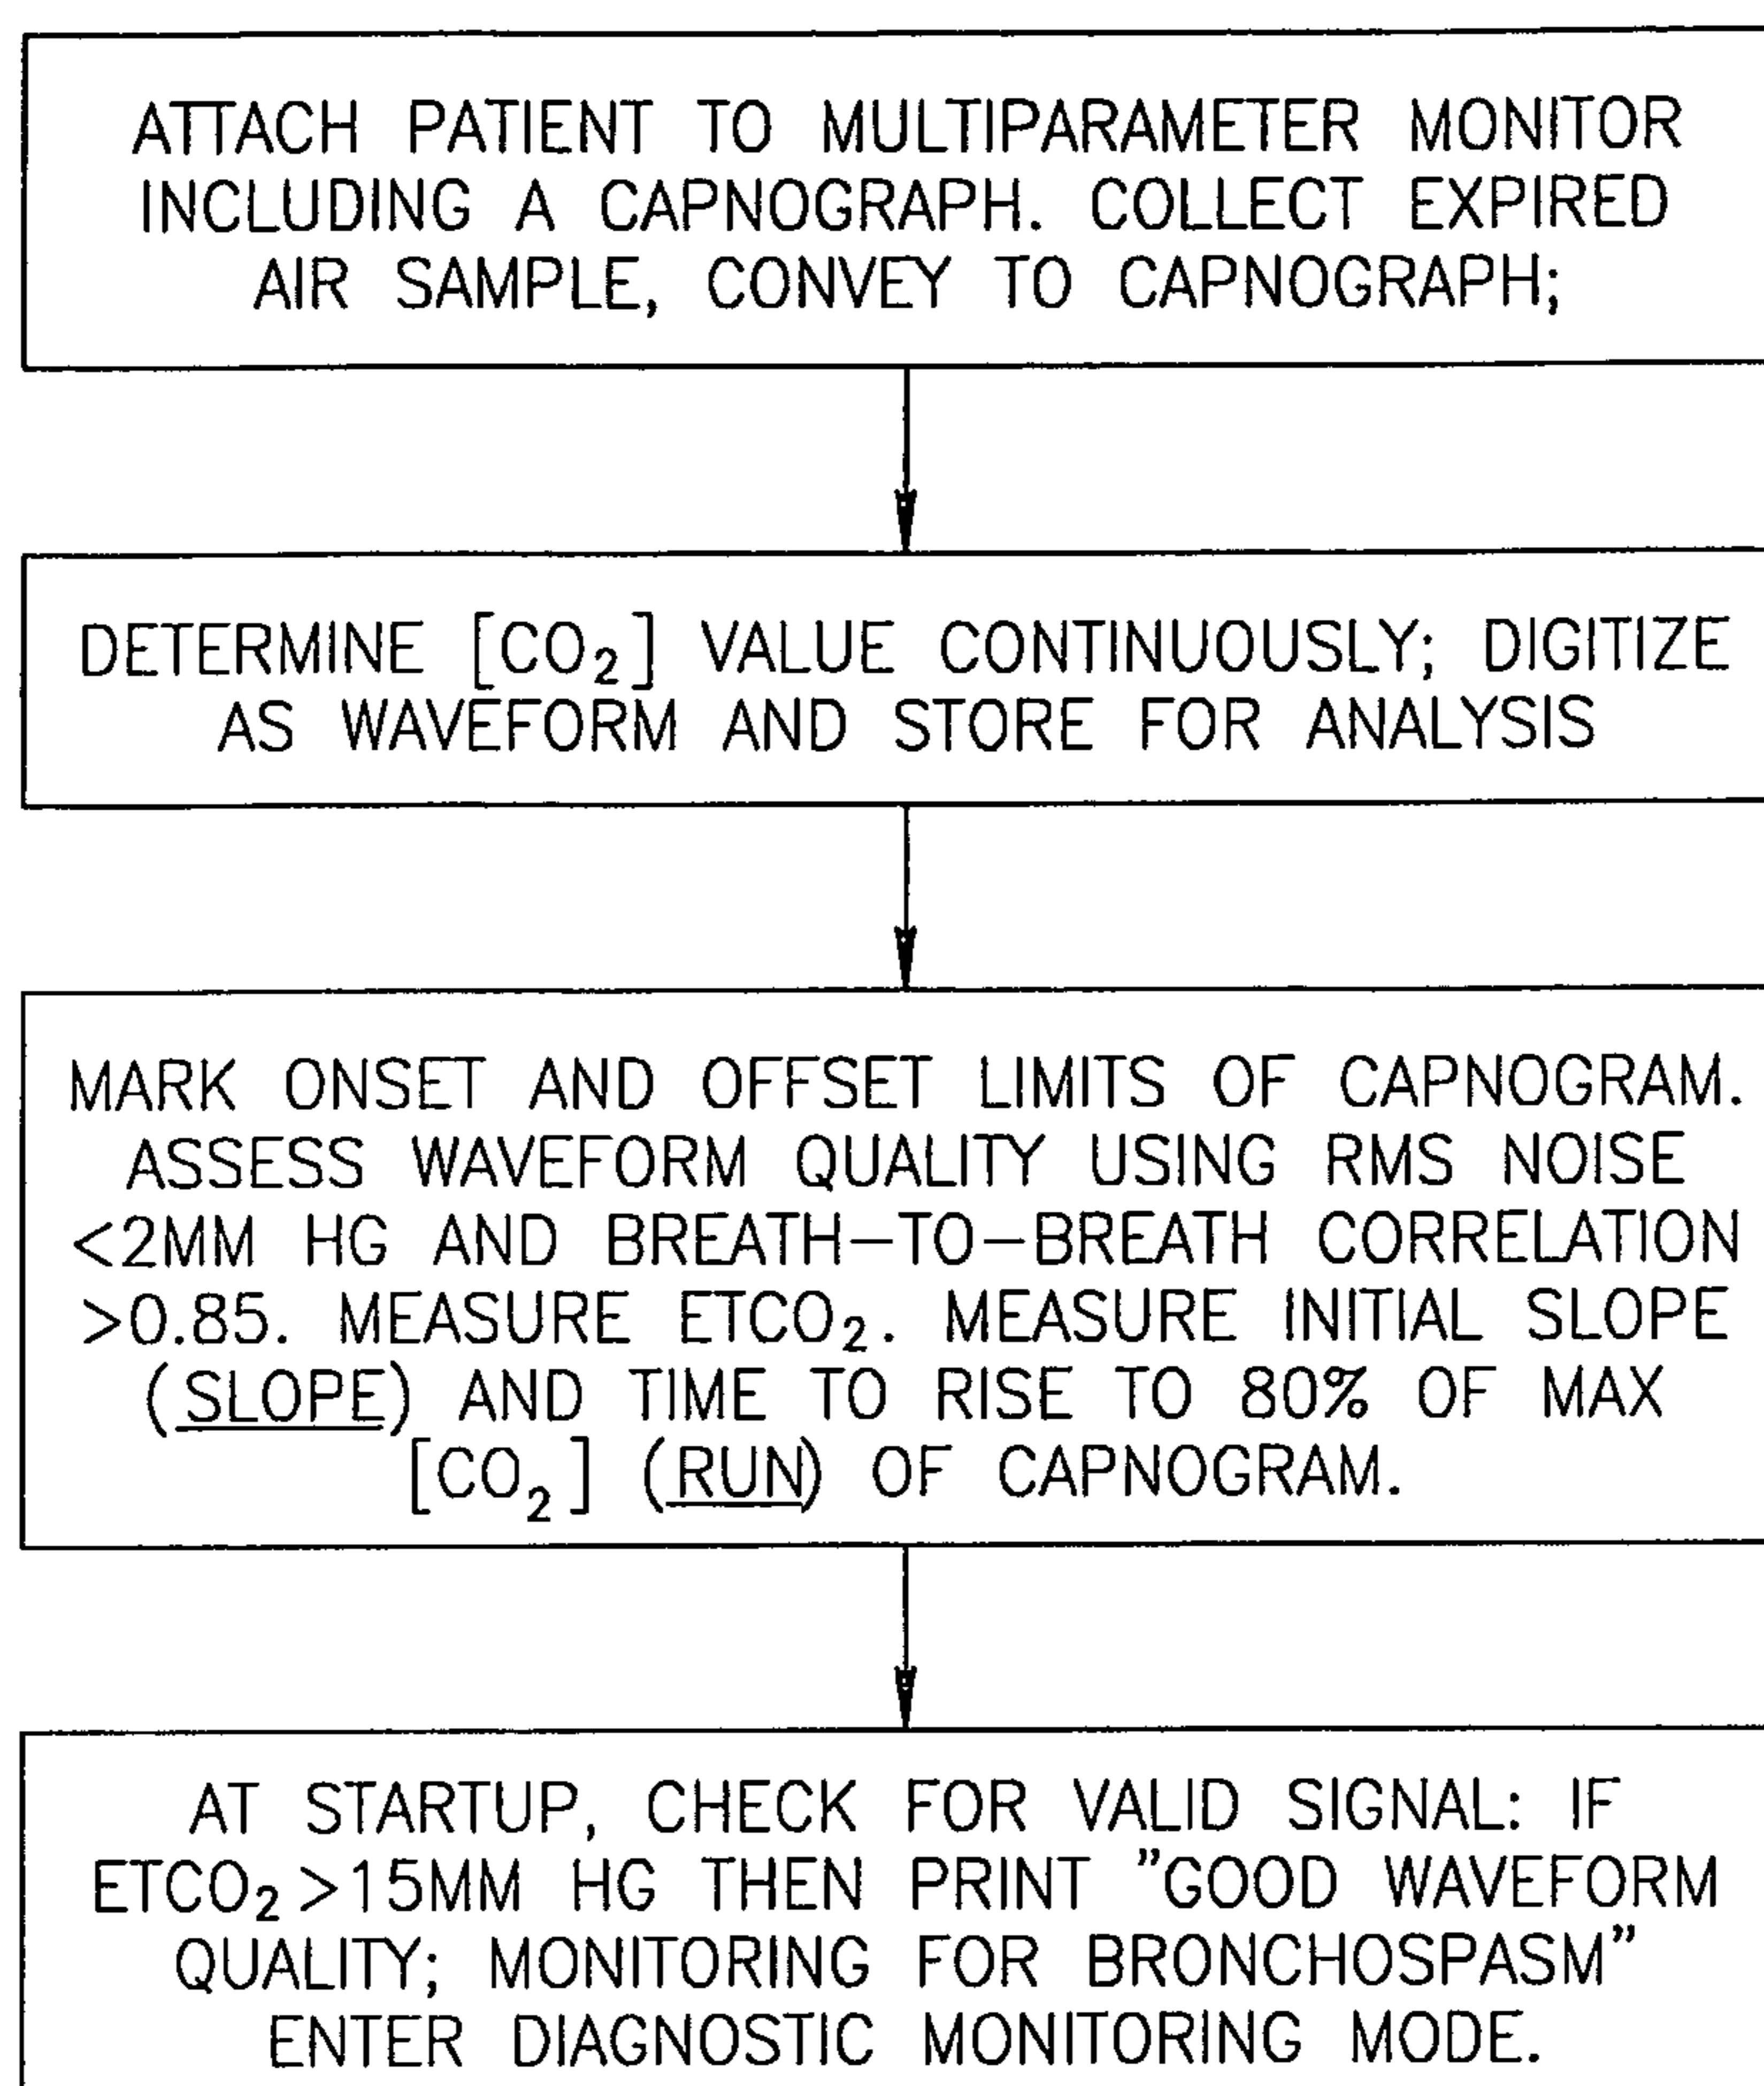 ATTACH PATIENT TO MULTIPARAMETER MONITOR
INCLUDING A CAPNOGRAPH. COLLECT EXPIRED
AIR SAMPLE, CONVEY TO CAPNOGRAPH;
DETERMINE [CO₂] VALUE CONTINUOUSLY; DIGITIZE
AS WAVEFORM AND STORE FOR ANALYSIS
MARK ONSET AND OFFSET LIMITS OF CAPNOGRAM.
ASSESS WAVEFORM QUALITY USING RMS NOISE
<2MM HG AND BREATH-TO-BREATH CORRELATION
>0.85. MEASURE ETCO₂. MEASURE INITIAL SLOPE
(SLOPE) AND TIME TO RISE TO 80% OF MAX
[CO₂] (RUN) OF CAPNOGRAM.
AT STARTUP, CHECK FOR VALID SIGNAL: IF
ETCO₂>15MM HG THEN PRINT "GOOD WAVEFORM
QUALITY; MONITORING FOR BRONCHOSPASM"
ENTER DIAGNOSTIC MONITORING MODE.